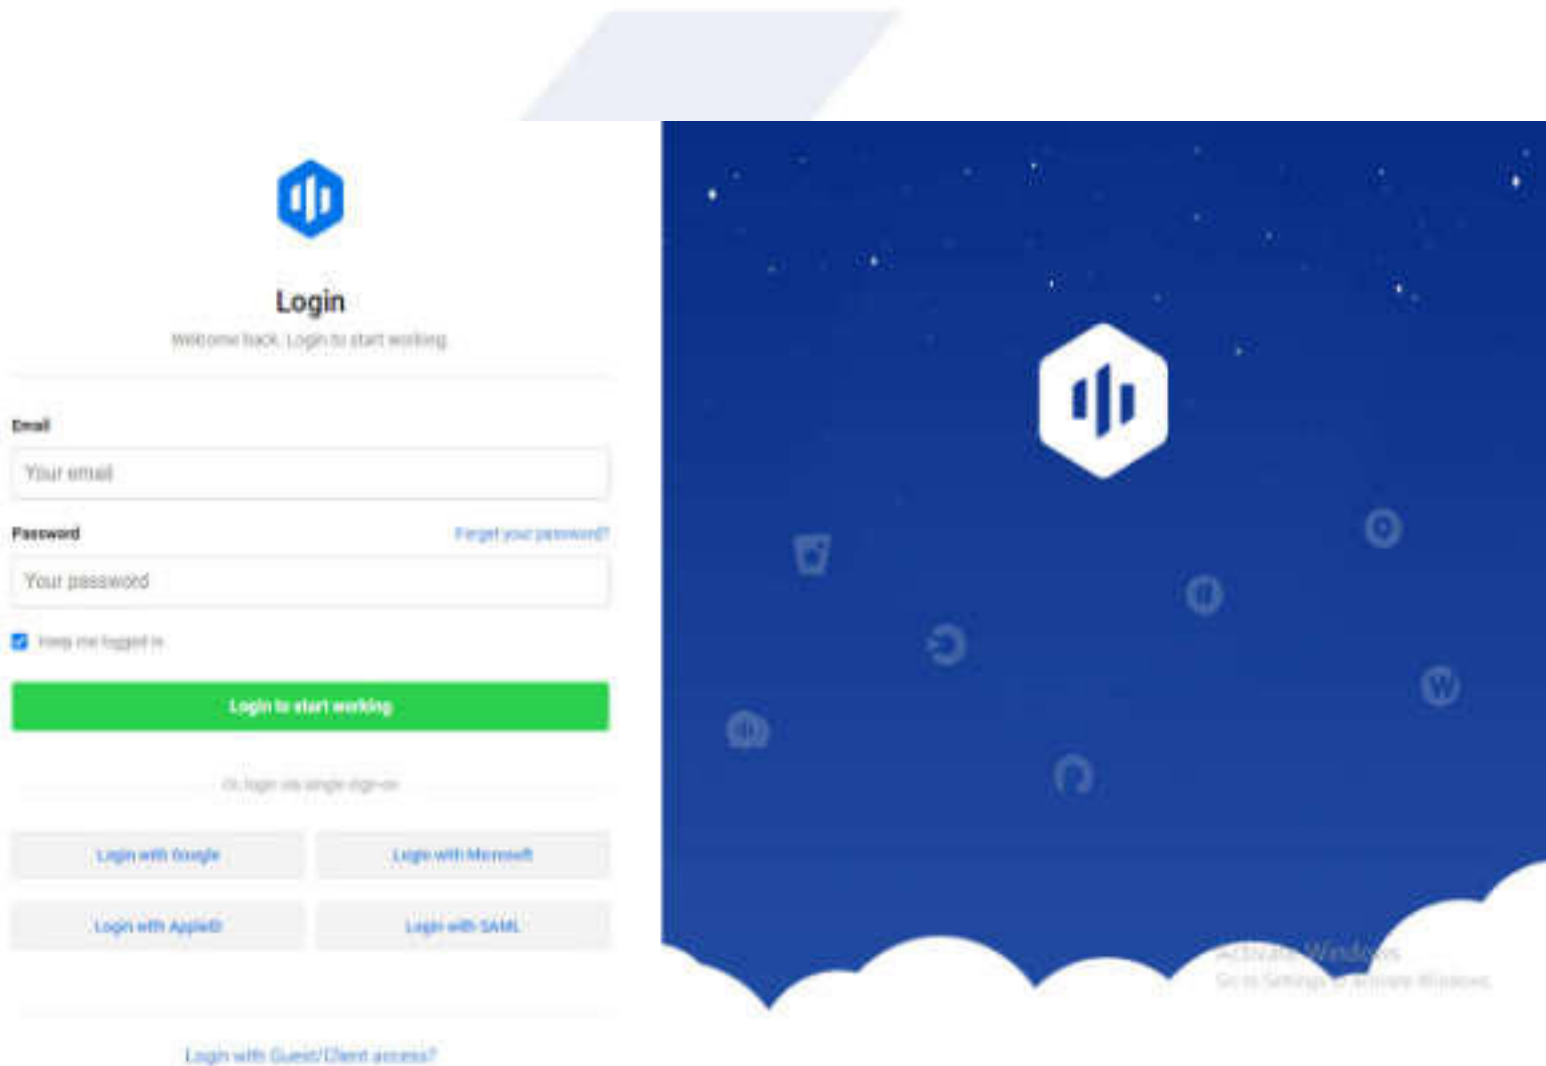 Login
Welcome back. Login to start working.
Email
Your email
Password
Forget your password?
Your password
Keep me logged in
Login to start working
Or, login via single sign-on
Login with Google
Login with Microsoft
Login with AppleID
Login with SAML
Login with Guest/Client access?
Activate Windows
Go to Settings to activate Windows.